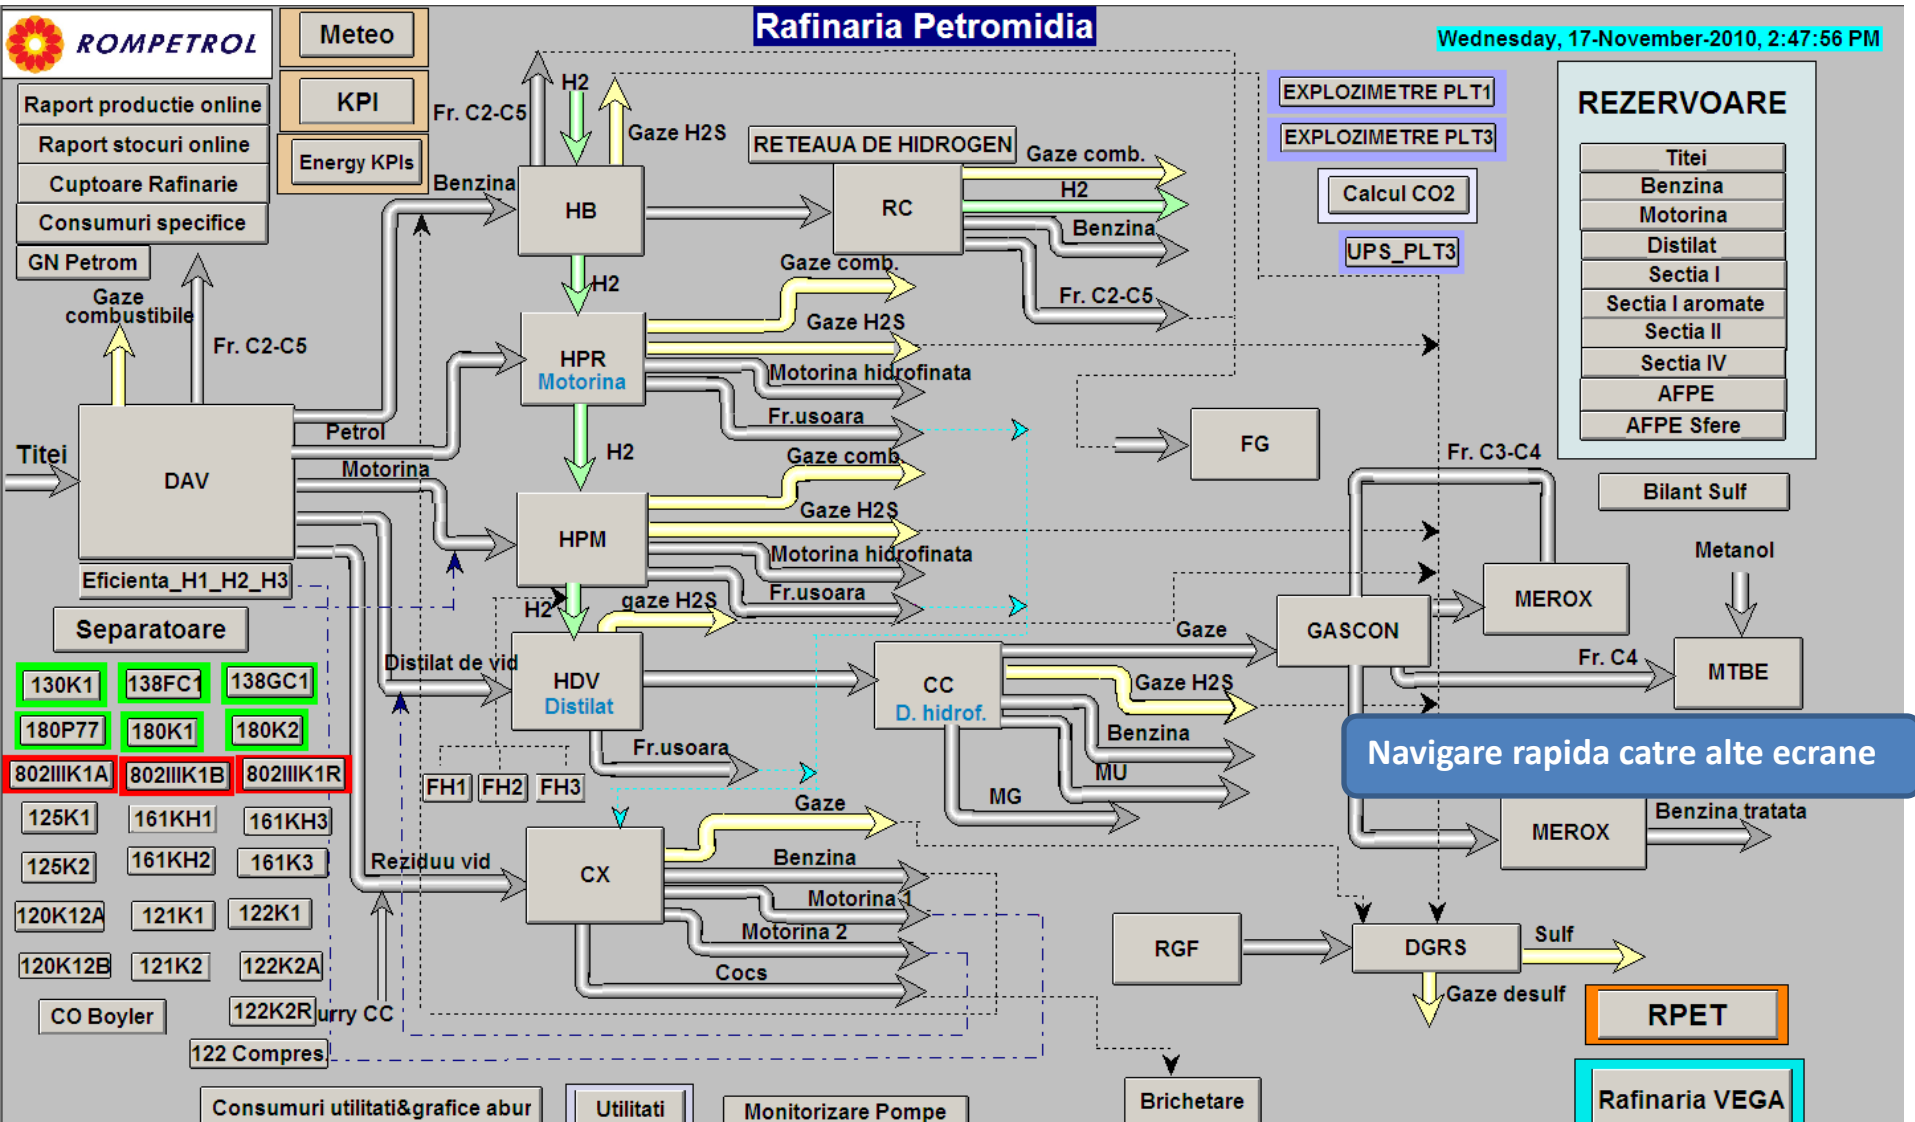 ROMPETROL
Meteo
Rafinaria Petromidia
Wednesday, 17-November-2010, 2:47:56 PM
Raport productie online
Raport stocuri online
Cuptoare Rafinarie
Consumuri specifice
GN Petrom
KPI
Energy KPIs
Fr. C2-C5
H2
Gaze H2S
RETEAUA DE HIDROGEN
EXPLOZIMETRE PLT1
EXPLOZIMETRE PLT3
Calcul CO2
UPS_PLT3
REZERVOARE
Titei
Benzina
Motorina
Distilat
Sectia I
Sectia I aromate
Sectia II
Sectia IV
AFPE
AFPE Sfere
Bilant Sulf
Benzina
HB
RC
Gaze comb.
H2
Benzina
Fr. C2-C5
H2
Gaze
combustibile
Fr. C2-C5
Titei
DAV
Petrol
Motorina
HPR
Motorina
Gaze comb.
Gaze H2S
Motorina hidrofinata
Fr.usoara
H2
HPM
Gaze comb.
Gaze H2S
Motorina hidrofinata
Fr.usoara
H2
gaze H2S
FG
Fr. C3-C4
Metanol
MEROX
GASCON
Gaze
Fr. C4
MTBE
Eficienta_H1_H2_H3
Separatoare
Distilat de vid
HDV
Distilat
Fr.usoara
CC
D. hidrof.
Gaze H2S
Benzina
MU
MG
Navigare rapida catre alte ecrane
MEROX
Benzina tratata
130K1
138FC1
138GC1
180P77
180K1
180K2
802IIIK1A
802IIIK1B
802IIIK1R
125K1
161KH1
161KH3
125K2
161KH2
161K3
120K12A
121K1
122K1
120K12B
121K2
122K2A
CO Boyler
122K2R
urry CC
122 Compres.
FH1
FH2
FH3
Reziduu vid
CX
Gaze
Benzina
Motorina 1
Motorina 2
Cocs
RGF
DGRS
Sulf
Gaze desulf
RPET
Consumuri utilitati&grafice abur
Utilitati
Monitorizare Pompe
Brichetare
Rafinaria VEGA